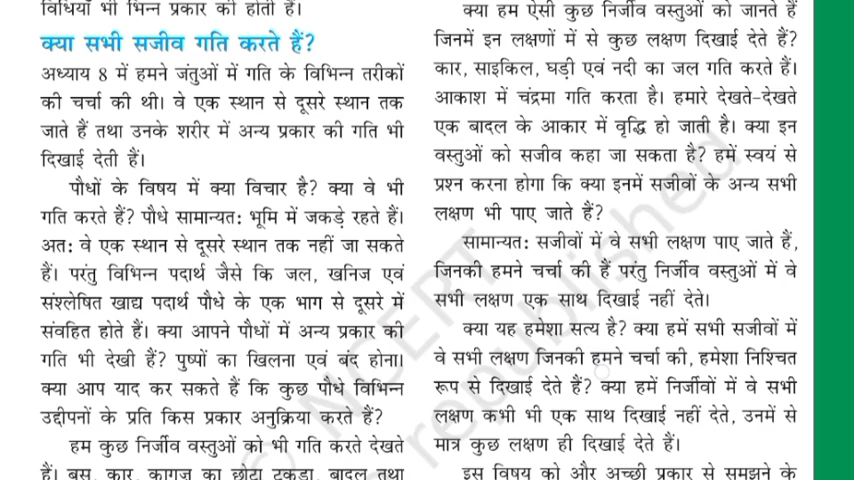 विधियाँ भी भिन्न प्रकार की होती हैं।
क्या सभी सजीव गति करते हैं?
अध्याय 8 में हमने जंतुओं में गति के विभिन्न तरीकों
की चर्चा की थी। वे एक स्थान से दूसरे स्थान तक
जाते हैं तथा उनके शरीर में अन्य प्रकार की गति भी
दिखाई देती हैं।
पौधों के विषय में क्या विचार है? क्या वे भी
गति करते हैं? पौधे सामान्यत: भूमि में जकड़े रहते हैं।
अत: वे एक स्थान से दूसरे स्थान तक नहीं जा सकते
हैं। परंतु विभिन्न पदार्थ जैसे कि जल, खनिज एवं
संश्लेषित खाद्य पदार्थ पौधे के एक भाग से दूसरे में
संवहित होते हैं। क्या आपने पौधों में अन्य प्रकार की
गति भी देखी हैं? पुष्पों का खिलना एवं बंद होना।
क्या आप याद कर सकते हैं कि कुछ पौधे विभिन्न
उद्दीपनों के प्रति किस प्रकार अनुक्रिया करते हैं?
हम कुछ निर्जीव वस्तुओं को भी गति करते देखते
हैं। बस, कार, कागज़ का छोटा टुकड़ा, बादल तथा
क्या हम ऐसी कुछ निर्जीव वस्तुओं को जानते हैं
जिनमें इन लक्षणों में से कुछ लक्षण दिखाई देते हैं?
कार, साइकिल, घड़ी एवं नदी का जल गति करते हैं।
आकाश में चंद्रमा गति करता है। हमारे देखते-देखते
एक बादल के आकार में वृद्धि हो जाती है। क्या इन
वस्तुओं को सजीव कहा जा सकता है? हमें स्वयं से
प्रश्न करना होगा कि क्या इनमें सजीवों के अन्य सभी
लक्षण भी पाए जाते हैं?
सामान्यत: सजीवों में वे सभी लक्षण पाए जाते हैं,
जिनकी हमने चर्चा की हैं परंतु निर्जीव वस्तुओं में वे
सभी लक्षण एक साथ दिखाई नहीं देते।
क्या यह हमेशा सत्य है? क्या हमें सभी सजीवों में
वे सभी लक्षण जिनकी हमने चर्चा की, हमेशा निश्चित
रूप से दिखाई देते हैं? क्या हमें निर्जीवों में वे सभी
लक्षण कभी भी एक साथ दिखाई नहीं देते, उनमें से
मात्र कुछ लक्षण ही दिखाई देते हैं।
इस विषय को और अच्छी प्रकार से समझने के
© NCERT
republished